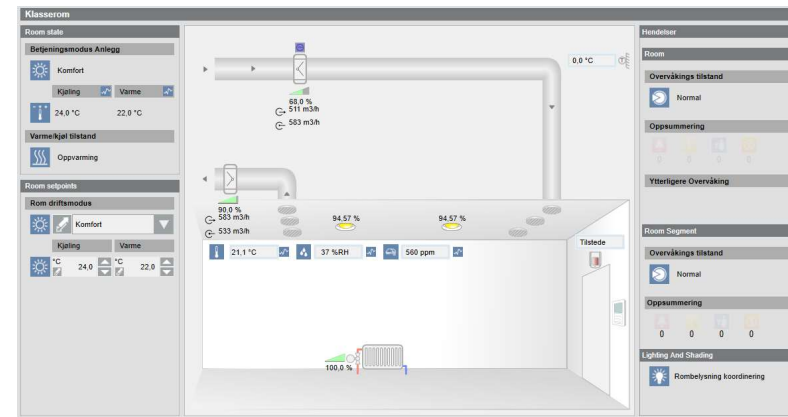 Klasserom
Room state
Betjeningsmodus Anlegg
Komfort
Kjøling Varme
24,0 °C 22,0 °C
Varme/kjøl tilstand
Oppvarming
Room setpoints
Rom driftsmodus
Komfort
Kjøling Varme
°C 24,0 °C 22,0
0,0 °C
68,0 %
511 m3/h
583 m3/h
90,0 %
583 m3/h
533 m3/h
94,57 % 94,57 %
21,1 °C 37 %RH 560 ppm
Tilstede
100,0 %
Hendelser
Room
Overvåkings tilstand
Normal
Oppsummering
0 0 0 0
Ytterligere Overvåking
Room Segment
Overvåkings tilstand
Normal
Oppsummering
0 0 0 0
Lighting And Shading
Rombelysning koordinering